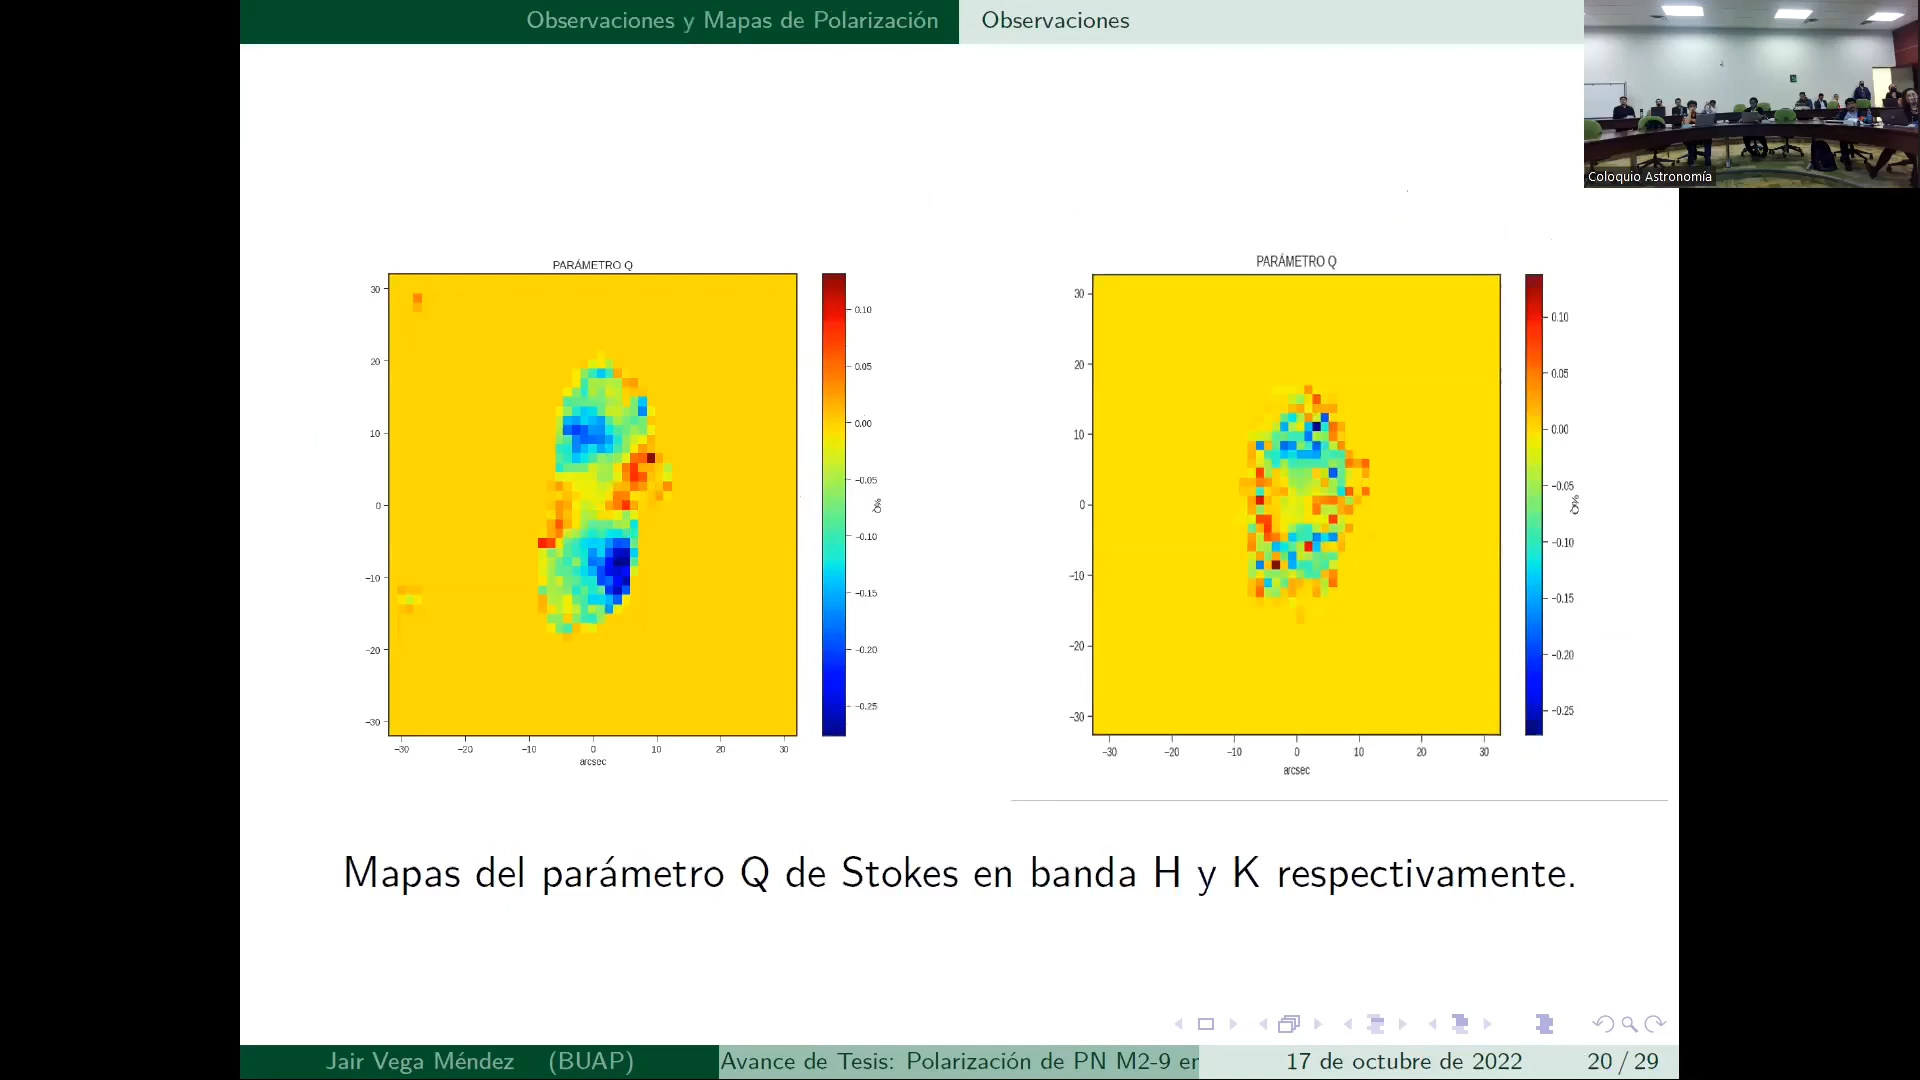 Observaciones y Mapas de Polarización Observaciones
Coloquio Astronomía
PARÁMETRO Q
30
20
10
0
−10
−20
−30
−30 −20 −10 0 10 20 30
arcsec
0.10
0.05
0.00
−0.05
−0.10
−0.15
−0.20
−0.25
Q%
PARÁMETRO Q
30
20
10
0
−10
−20
−30
−30 −20 −10 0 10 20 30
arcsec
0.10
0.05
0.00
−0.05
−0.10
−0.15
−0.20
−0.25
Q%
Mapas del parámetro Q de Stokes en banda H y K respectivamente.
Jair Vega Méndez (BUAP) Avance de Tesis: Polarización de PN M2-9 en 17 de octubre de 2022 20 / 29